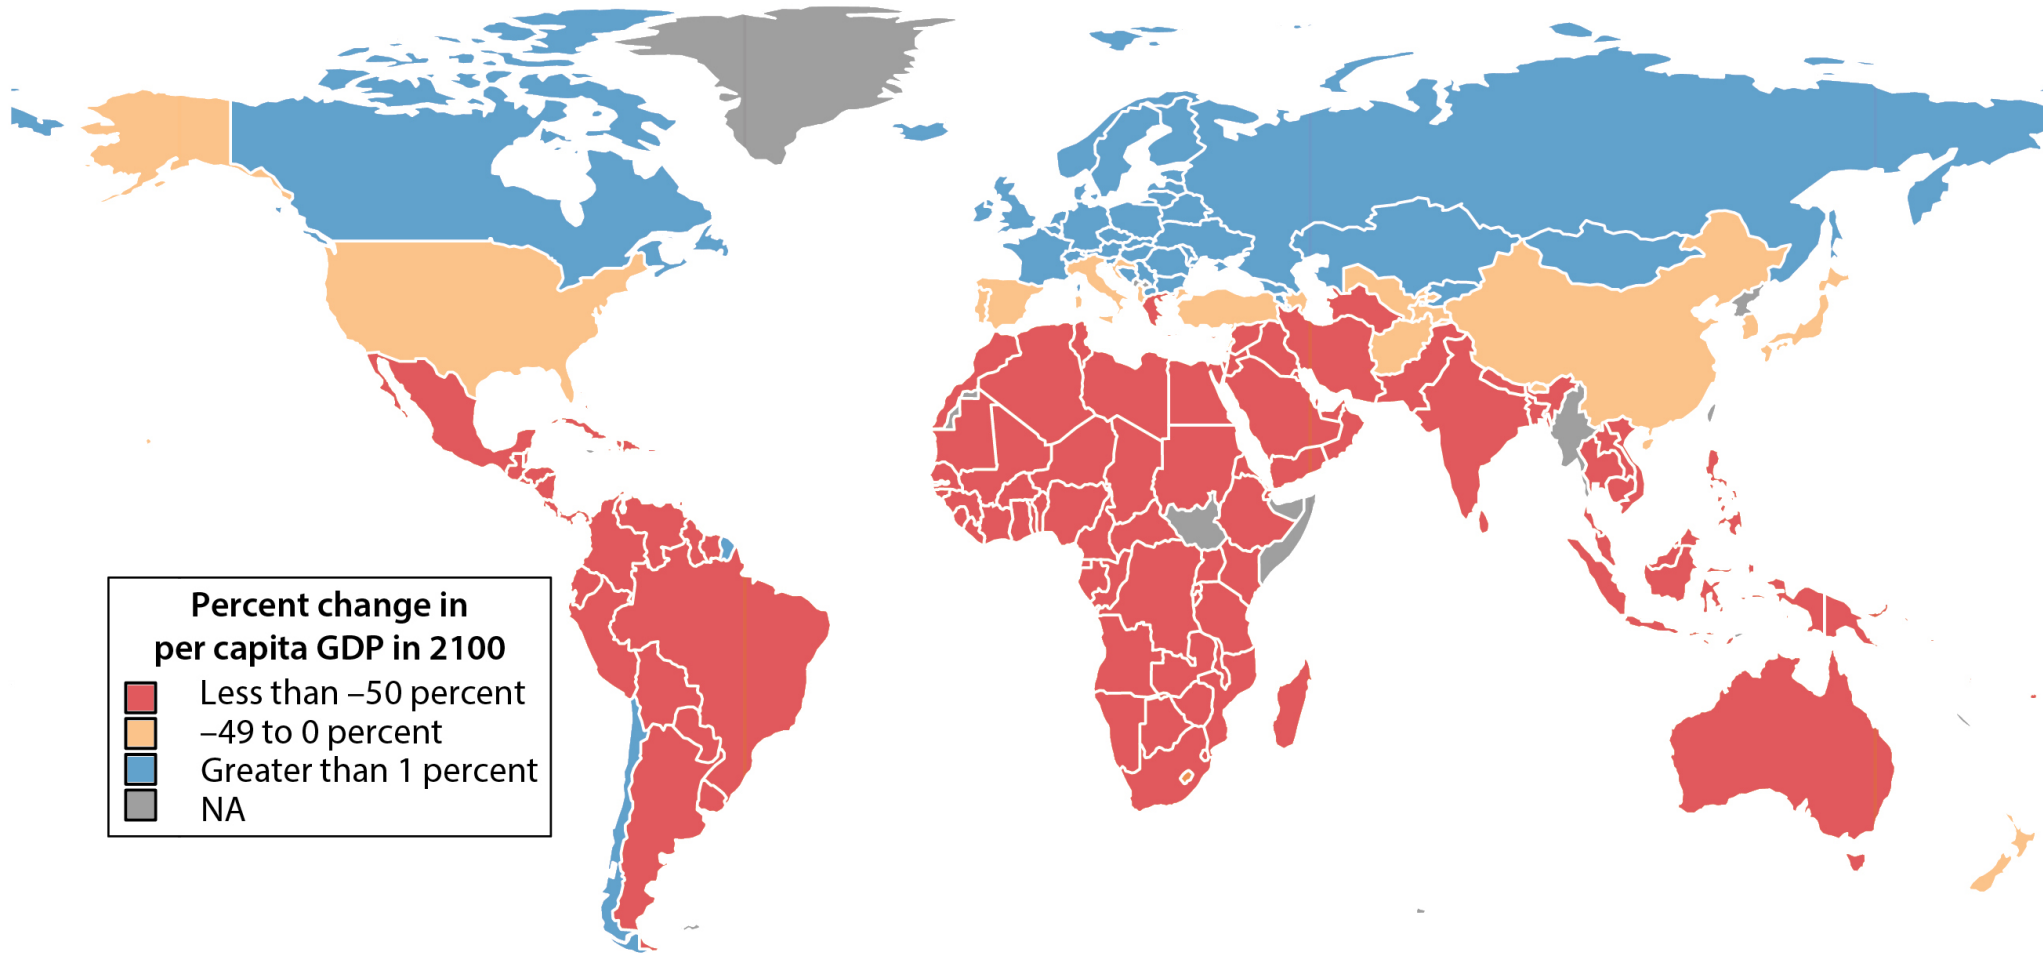 Percent change in
per capita GDP in 2100
Less than –50 percent
–49 to 0 percent
Greater than 1 percent
NA